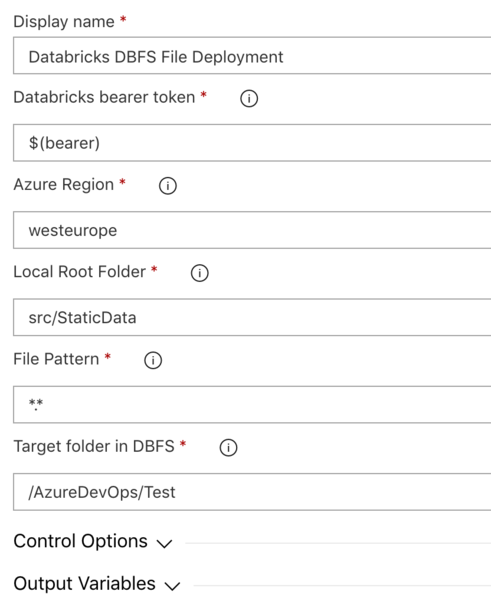 Display name *
Databricks DBFS File Deployment
Databricks bearer token *
$(bearer)
Azure Region *
westeurope
Local Root Folder *
src/StaticData
File Pattern *
*.*
Target folder in DBFS *
/AzureDevOps/Test
Control Options
Output Variables